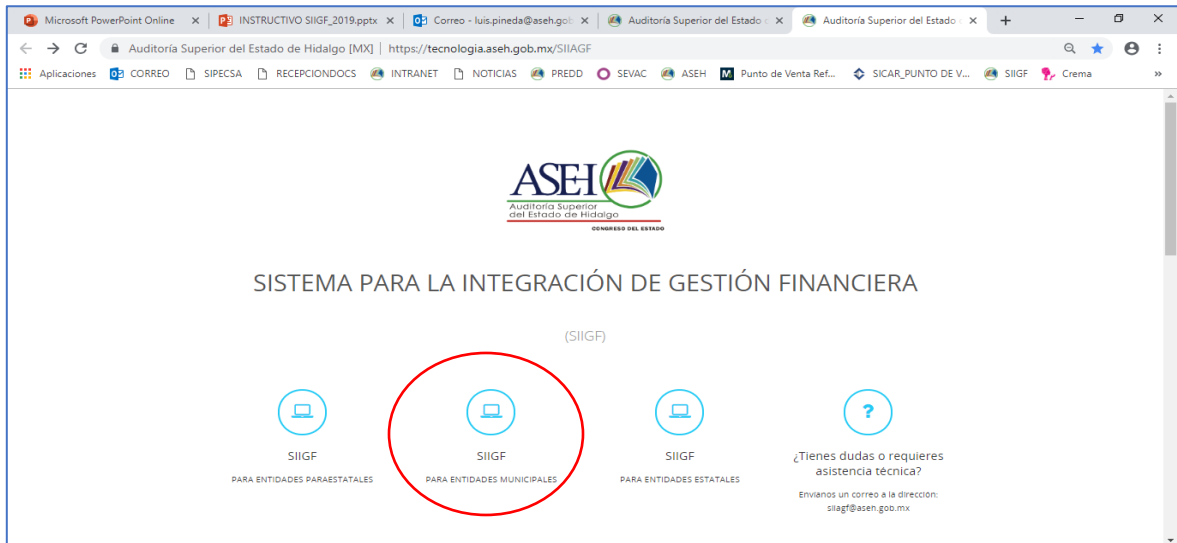 Microsoft PowerPoint Online
INSTRUCTIVO SIIGF_2019.pptx
Correo - luis.pineda@aseh.gob
Auditoría Superior del Estado
Auditoría Superior del Estado
Auditoría Superior del Estado de Hidalgo [MX] | https://tecnologia.aseh.gob.mx/SIIAGF
Aplicaciones CORREO SIPECSA RECEPCIONDOCS INTRANET NOTICIAS PREDD SEVAC ASEH Punto de Venta Ref... SICAR_PUNTO DE V... SIIGF Crema »
ASEH
Auditoría Superior
del Estado de Hidalgo
CONGRESO DEL ESTADO
SISTEMA PARA LA INTEGRACIÓN DE GESTIÓN FINANCIERA
(SIIGF)
SIIGF
PARA ENTIDADES PARAESTATALES
SIIGF
PARA ENTIDADES MUNICIPALES
SIIGF
PARA ENTIDADES ESTATALES
?
¿Tienes dudas o requieres
asistencia técnica?
Envíanos un correo a la dirección:
siiagf@aseh.gob.mx